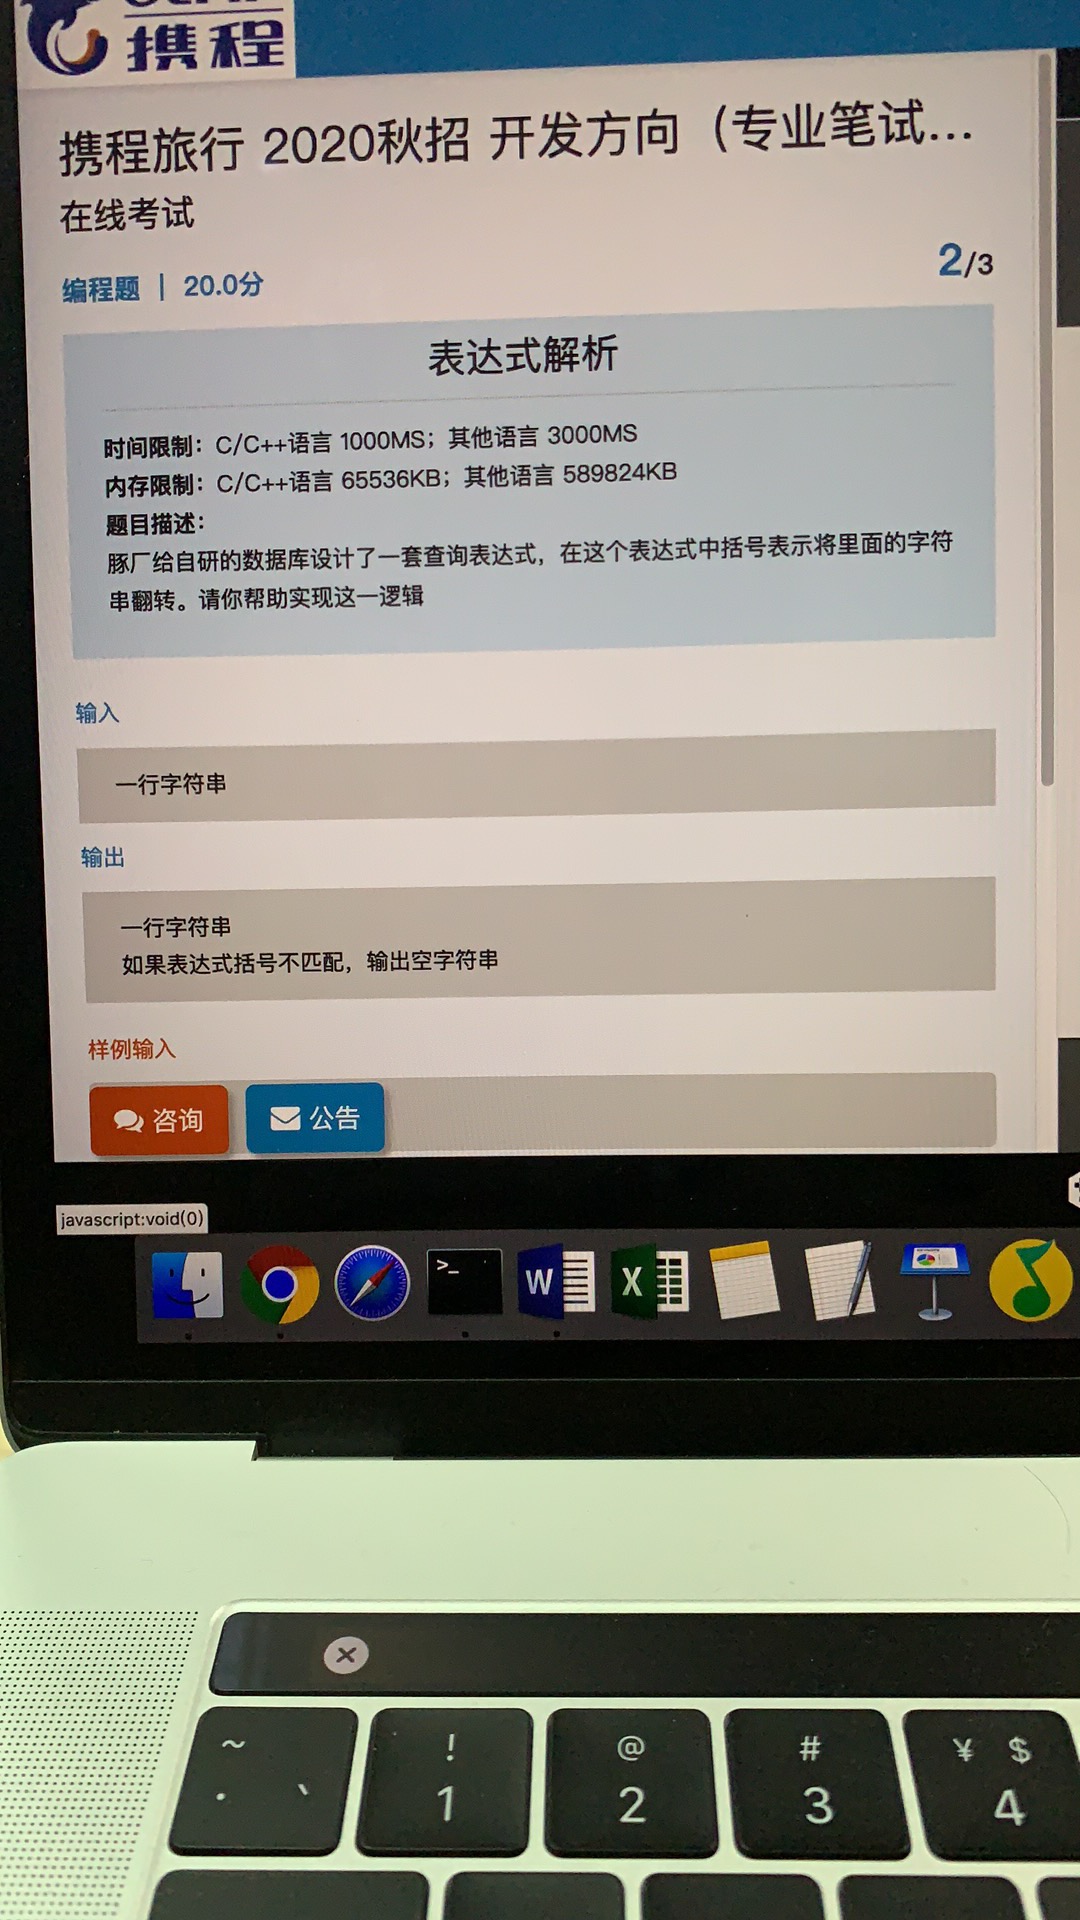 携程
携程旅行 2020秋招 开发方向（专业笔试...
在线考试
编程题 | 20.0分
2/3
表达式解析
时间限制：C/C++语言 1000MS；其他语言 3000MS
内存限制：C/C++语言 65536KB；其他语言 589824KB
题目描述：
豚厂给自研的数据库设计了一套查询表达式，在这个表达式中括号表示将里面的字符
串翻转。请你帮助实现这一逻辑
输入
一行字符串
输出
一行字符串
如果表达式括号不匹配，输出空字符串
样例输入
咨询
公告
javascript:void(0)
>_
W
X
~
· `
!
1
@
2
#
3
¥ $
4